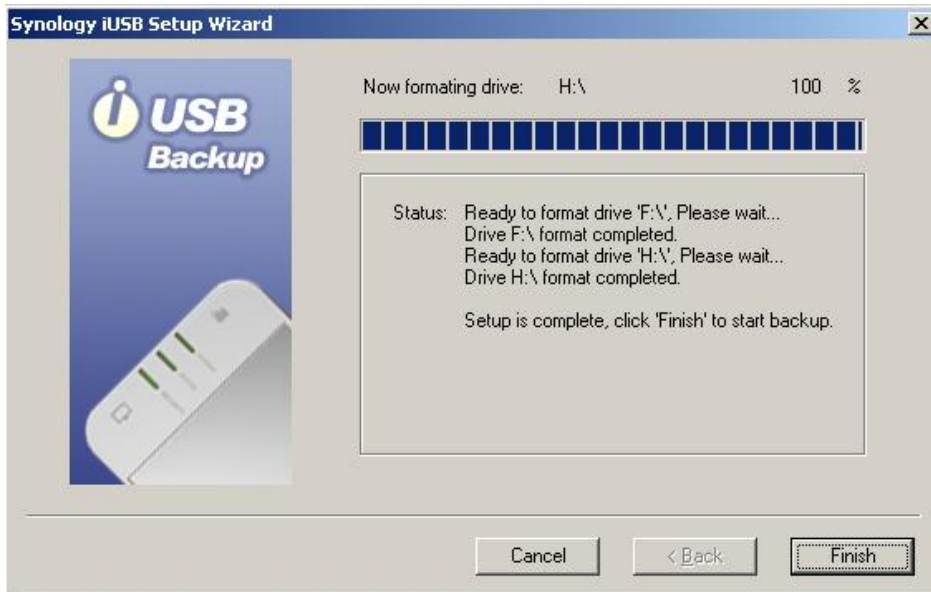 Synology iUSB Setup Wizard
i USB
Backup
Now formating drive: H:\ 100 %
Status: Ready to format drive 'F:\', Please wait...
Drive F:\ format completed.
Ready to format drive 'H:\', Please wait...
Drive H:\ format completed.
Setup is complete, click 'Finish' to start backup.
Cancel < Back Finish